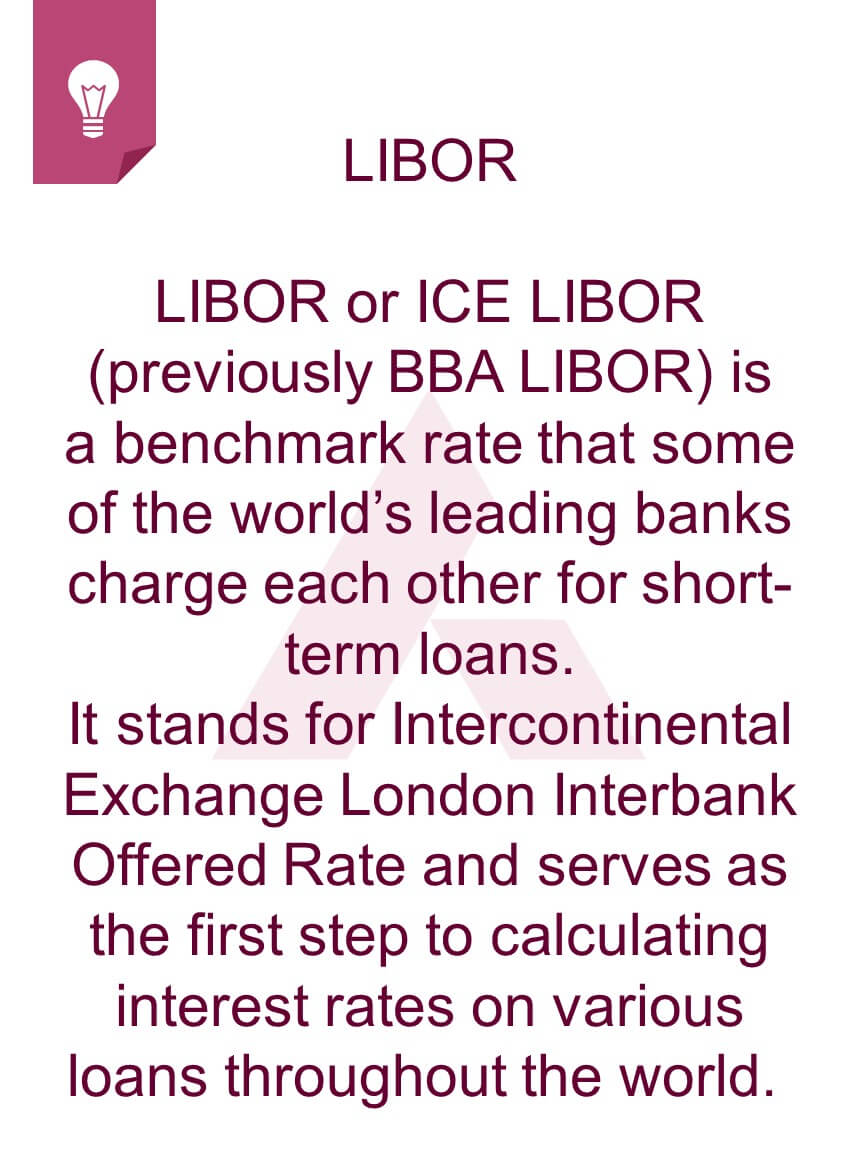 LIBOR
LIBOR or ICE LIBOR
(previously BBA LIBOR) is
a benchmark rate that some
of the world’s leading banks
charge each other for short-
term loans.
It stands for Intercontinental
Exchange London Interbank
Offered Rate and serves as
the first step to calculating
interest rates on various
loans throughout the world.